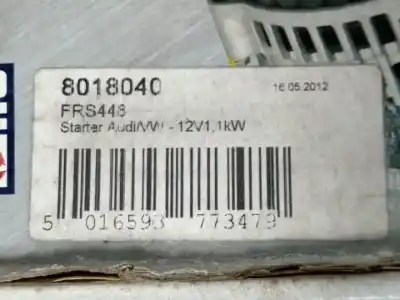 8018040
16.05.2012
FRS448
Starter Audi/VW - 12V1,1kW
5 016593 773479